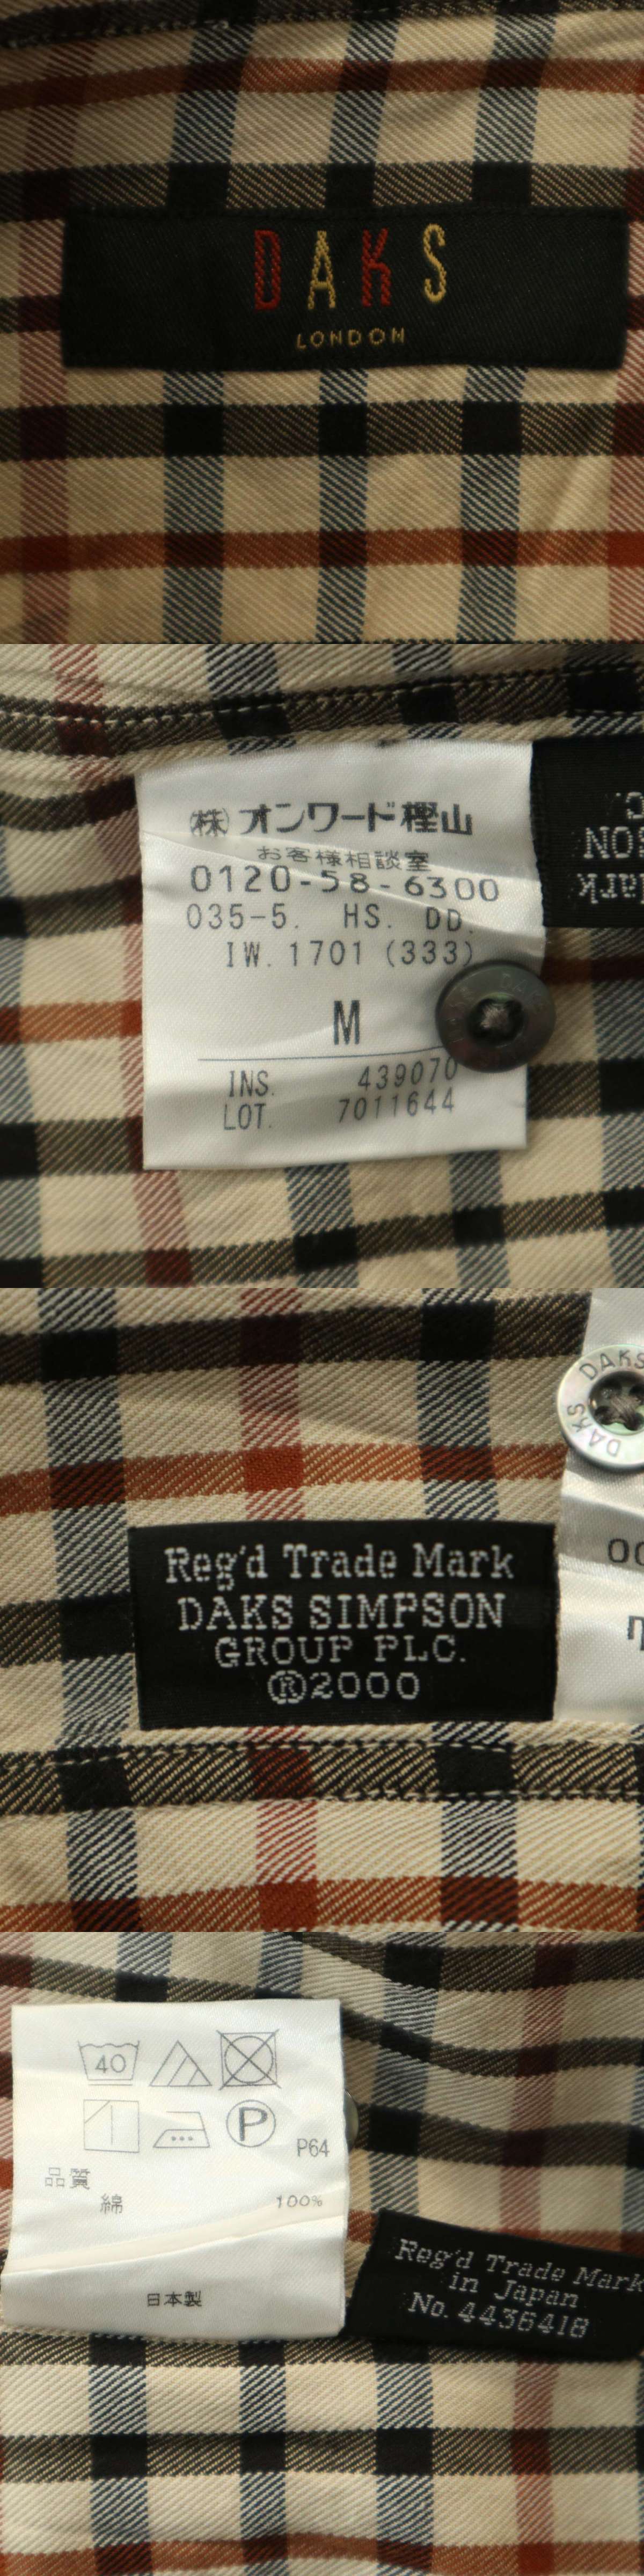 DAKS
LONDON
㈱オンワード樫山
お客様相談室
0120-58-6300
035-5. HS. DD.
IW. 1701 (333)
M
INS. 439070
LOT. 7011644
DAKS
DAKS
Reg'd Trade Mark
DAKS SIMPSON
GROUP PLC.
®2000
40
P
P64
品質
綿 100%
日本製
Reg'd Trade Mark
in Japan
No. 4436418